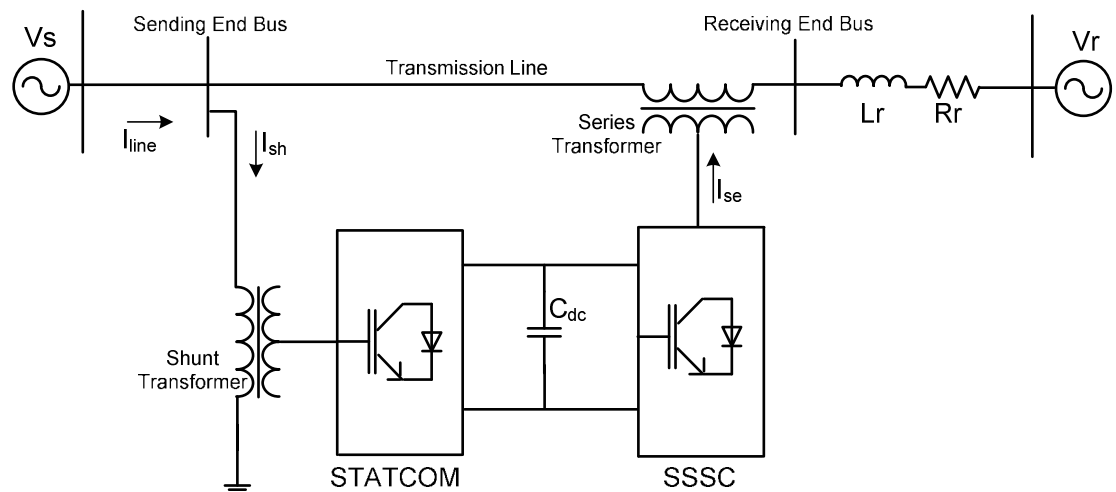 Sending End Bus
Receiving End Bus
Vs
Vr
Transmission Line
Lr
Rr
Series
Transformer
Iline
Ish
Ise
Cdc
Shunt
Transformer
STATCOM
SSSC